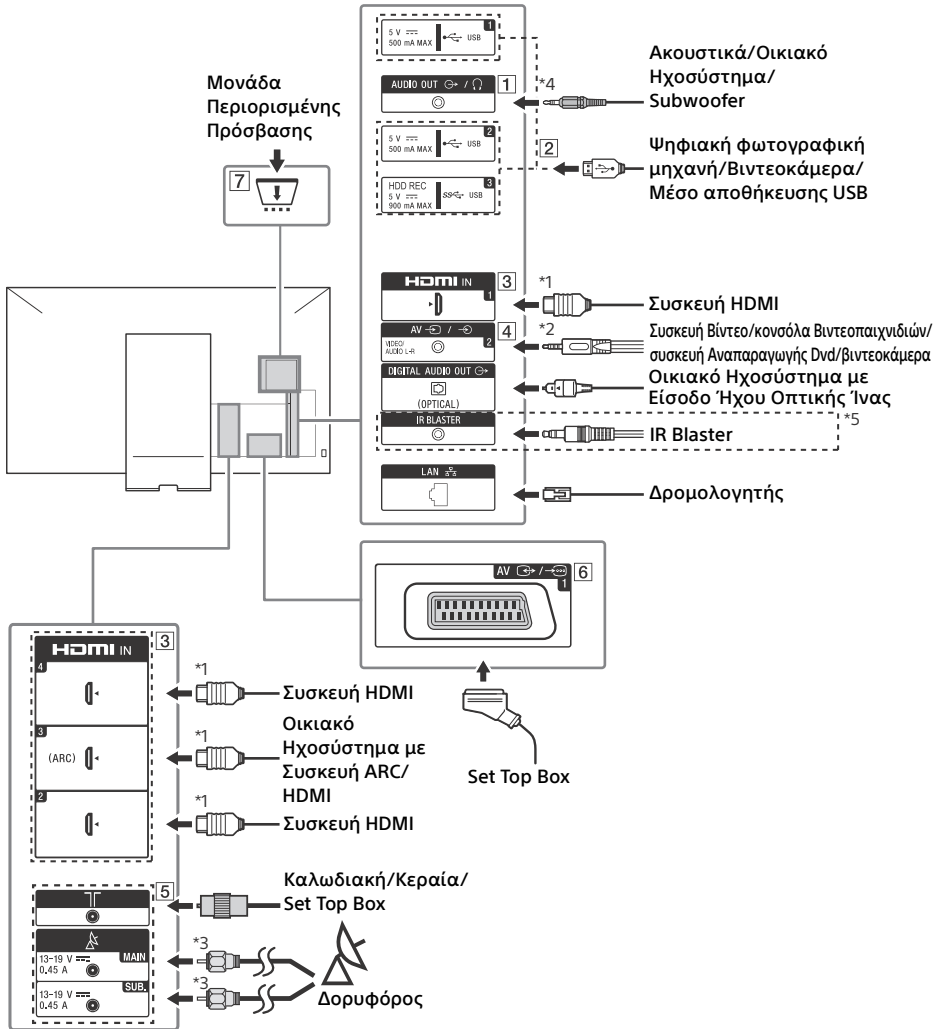 5 V
500 mA MAX
USB
1
Μονάδα
Περιορισμένης
Πρόσβασης
7
AUDIO OUT /
1
*4
Ακουστικά/Οικιακό
Ηχοσύστημα/
Subwoofer
5 V
500 mA MAX
USB
2
HDD REC
5 V
900 mA MAX
SS USB
3
2
Ψηφιακή φωτογραφική
μηχανή/Βιντεοκάμερα/
Μέσο αποθήκευσης USB
HDMI IN
1
3
*1
Συσκευή HDMI
AV /
VIDEO/
AUDIO L-R
2
4
*2
Συσκευή Βίντεο/κονσόλα Βιντεοπαιχνιδιών/
συσκευή Αναπαραγωγής Dvd/βιντεοκάμερα
DIGITAL AUDIO OUT
(OPTICAL)
Οικιακό Ηχοσύστημα με
Είσοδο Ήχου Οπτικής Ίνας
IR BLASTER
IR Blaster
*5
LAN
Δρομολογητής
AV /
1
6
Set Top Box
HDMI IN
3
4
*1
Συσκευή HDMI
3
(ARC)
*1
Οικιακό
Ηχοσύστημα με
Συσκευή ARC/
HDMI
2
*1
Συσκευή HDMI
5
Καλωδιακή/Κεραία/
Set Top Box
13-19 V
0.45 A
MAIN
*3
13-19 V
0.45 A
SUB.
*3
Δορυφόρος